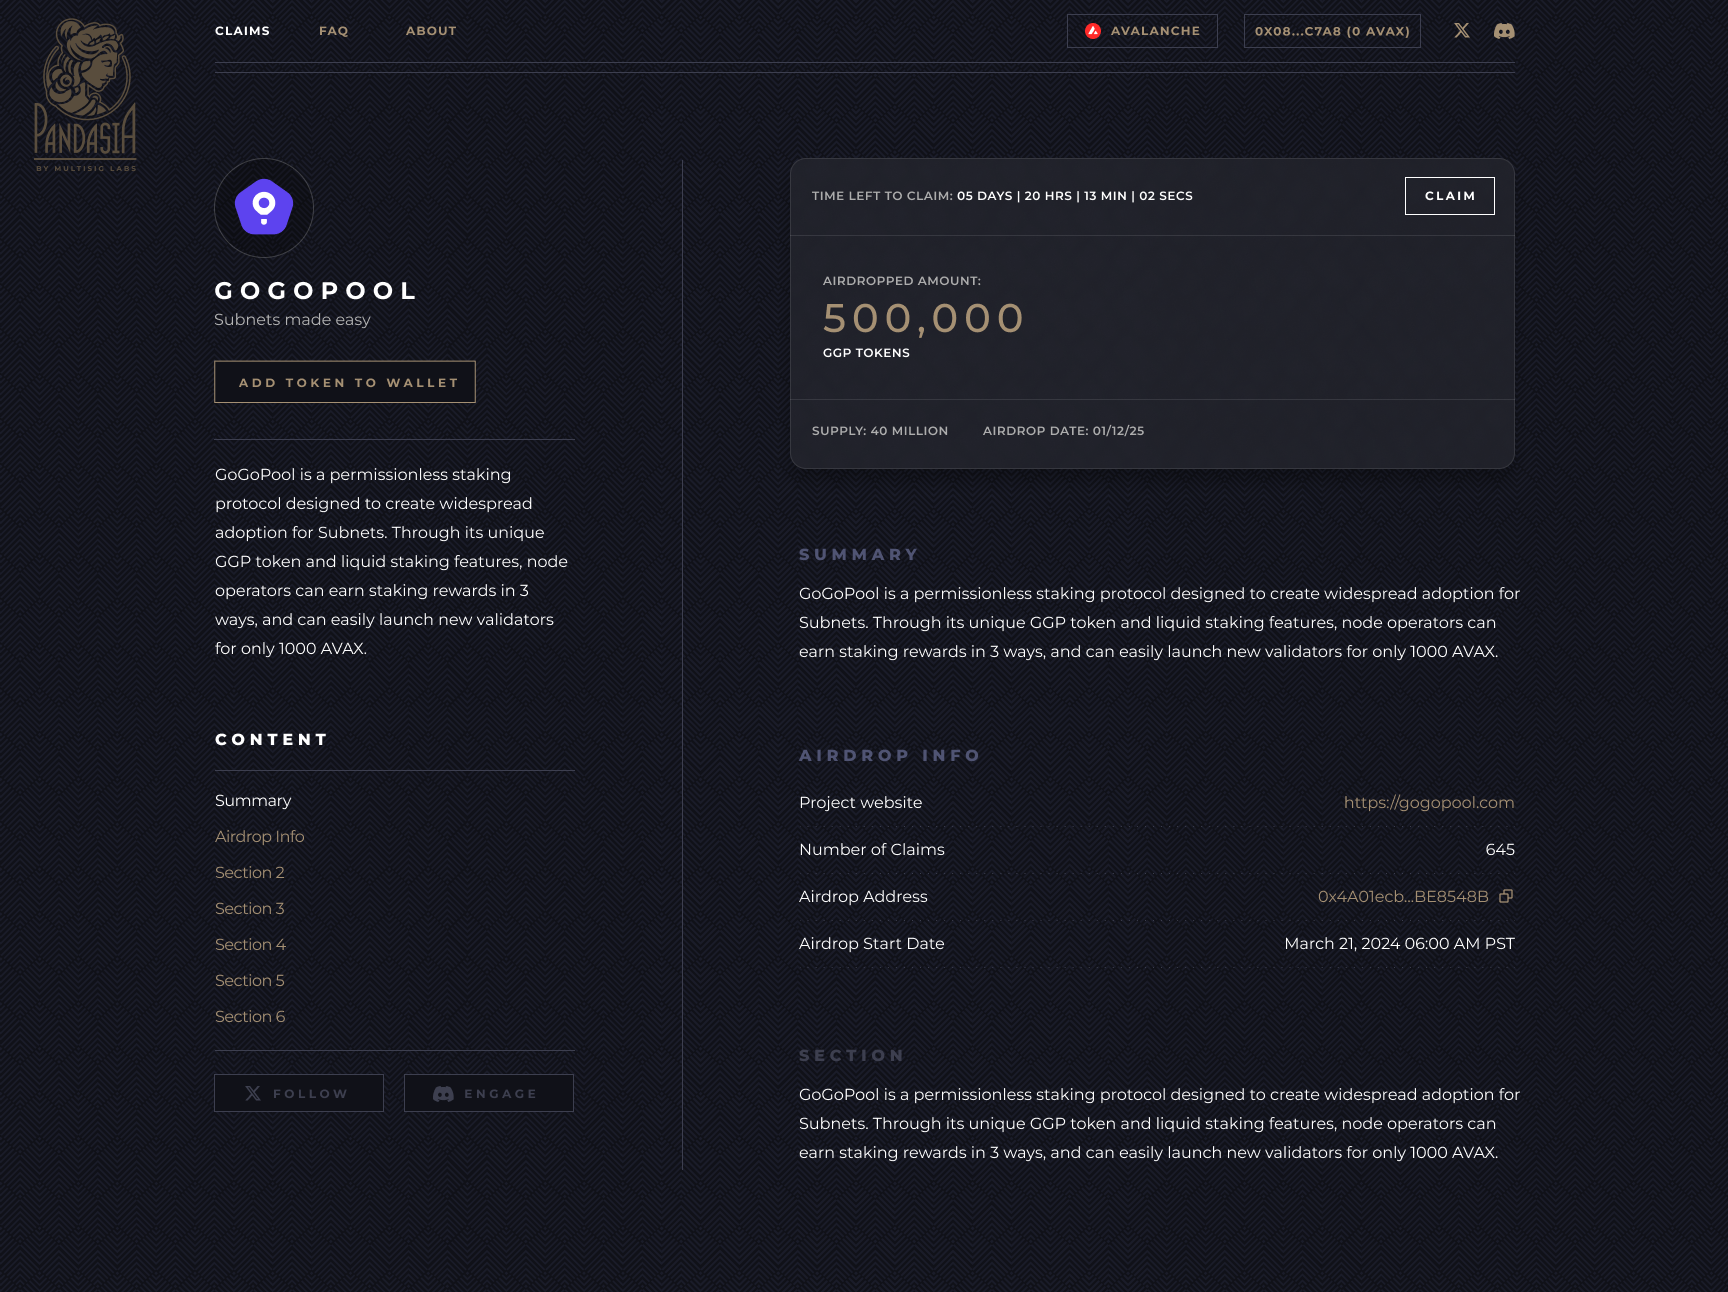 CLAIMS
FAQ
ABOUT
AVALANCHE
0X08...C7A8 (0 AVAX)
PANDASIA
BY MULTISIG LABS
GOGOPOOL
Subnets made easy
ADD TOKEN TO WALLET
GoGoPool is a permissionless staking
protocol designed to create widespread
adoption for Subnets. Through its unique
GGP token and liquid staking features, node
operators can earn staking rewards in 3
ways, and can easily launch new validators
for only 1000 AVAX.
CONTENT
Summary
Airdrop Info
Section 2
Section 3
Section 4
Section 5
Section 6
FOLLOW
ENGAGE
TIME LEFT TO CLAIM: 05 DAYS | 20 HRS | 13 MIN | 02 SECS
CLAIM
AIRDROPPED AMOUNT:
500,000
GGP TOKENS
SUPPLY: 40 MILLION
AIRDROP DATE: 01/12/25
SUMMARY
GoGoPool is a permissionless staking protocol designed to create widespread adoption for
Subnets. Through its unique GGP token and liquid staking features, node operators can
earn staking rewards in 3 ways, and can easily launch new validators for only 1000 AVAX.
AIRDROP INFO
Project website https://gogopool.com
Number of Claims 645
Airdrop Address 0x4A01ecb...BE8548B
Airdrop Start Date March 21, 2024 06:00 AM PST
SECTION
GoGoPool is a permissionless staking protocol designed to create widespread adoption for
Subnets. Through its unique GGP token and liquid staking features, node operators can
earn staking rewards in 3 ways, and can easily launch new validators for only 1000 AVAX.